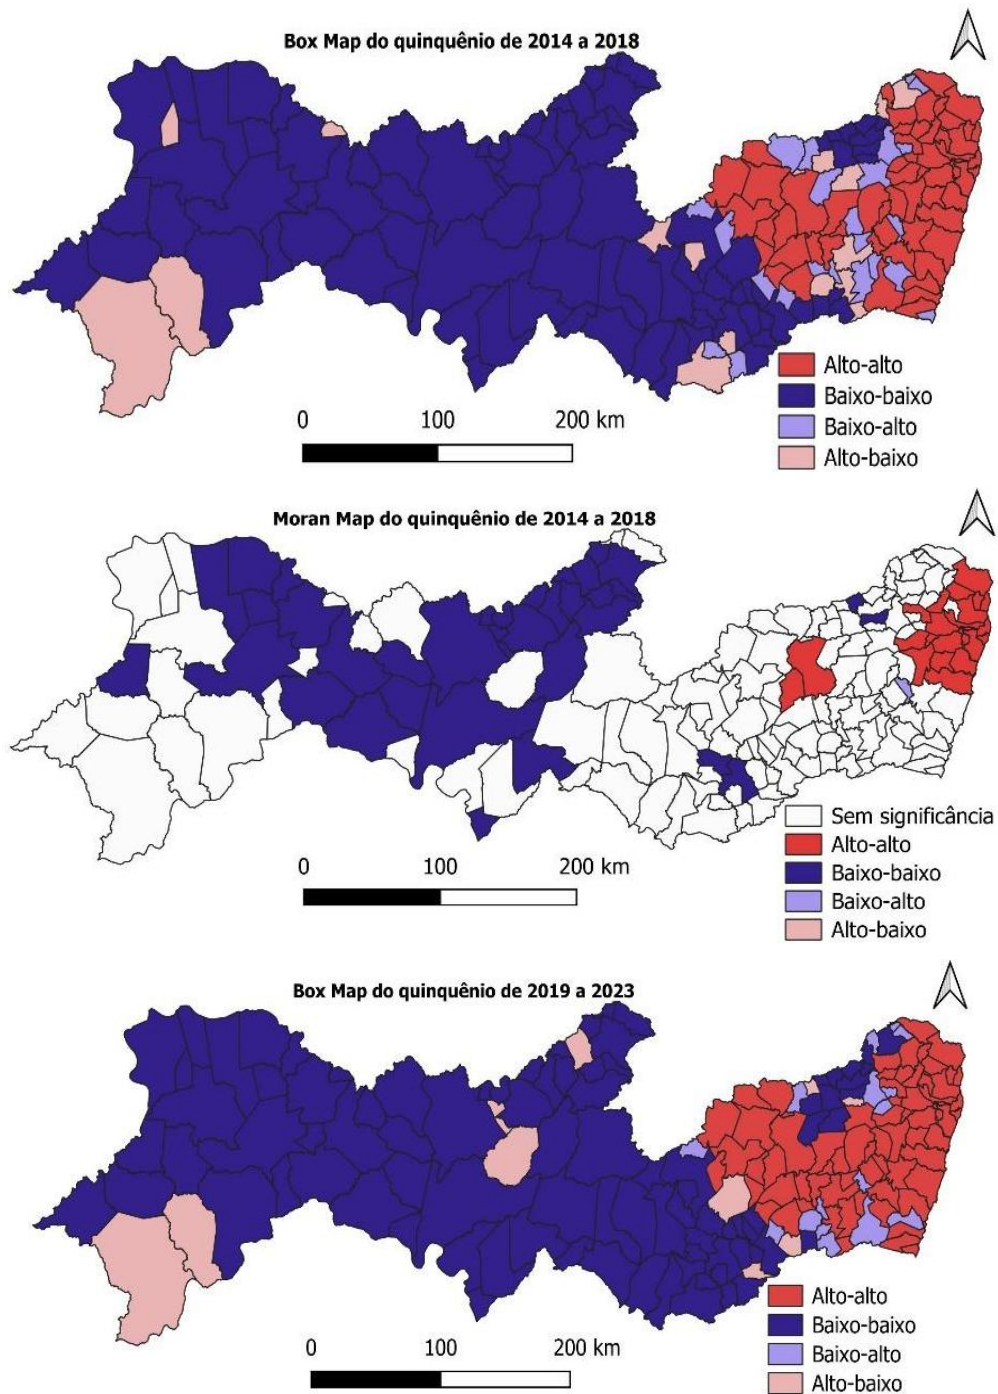 Box Map do quinquênio de 2014 a 2018
Alto-alto
Baixo-baixo
Baixo-alto
Alto-baixo
0 100 200 km
Moran Map do quinquênio de 2014 a 2018
Sem significância
Alto-alto
Baixo-baixo
Baixo-alto
Alto-baixo
0 100 200 km
Box Map do quinquênio de 2019 a 2023
Alto-alto
Baixo-baixo
Baixo-alto
Alto-baixo
0 100 200 km